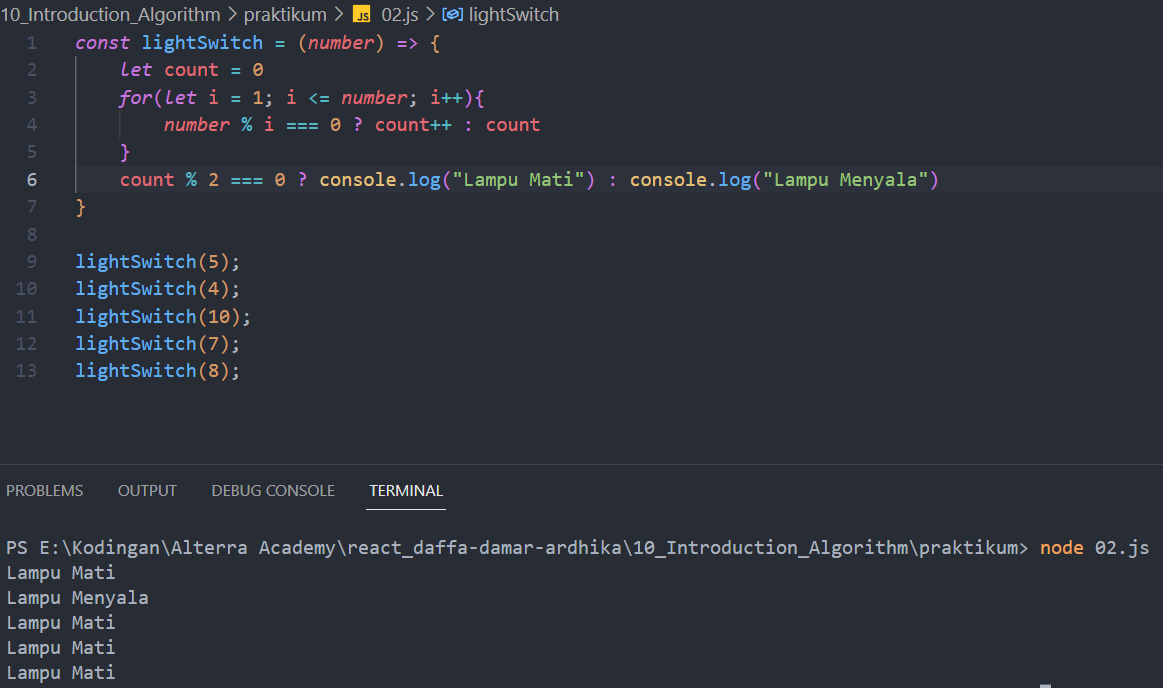 10_Introduction_Algorithm > praktikum > JS 02.js > lightSwitch
1 const lightSwitch = (number) => {
2 let count = 0
3 for(let i = 1; i <= number; i++){
4 number % i === 0 ? count++ : count
5 }
6 count % 2 === 0 ? console.log("Lampu Mati") : console.log("Lampu Menyala")
7 }
8
9 lightSwitch(5);
10 lightSwitch(4);
11 lightSwitch(10);
12 lightSwitch(7);
13 lightSwitch(8);
PROBLEMS OUTPUT DEBUG CONSOLE TERMINAL
PS E:\Kodingan\Alterra Academy\react_daffa-damar-ardhika\10_Introduction_Algorithm\praktikum> node 02.js
Lampu Mati
Lampu Menyala
Lampu Mati
Lampu Mati
Lampu Mati